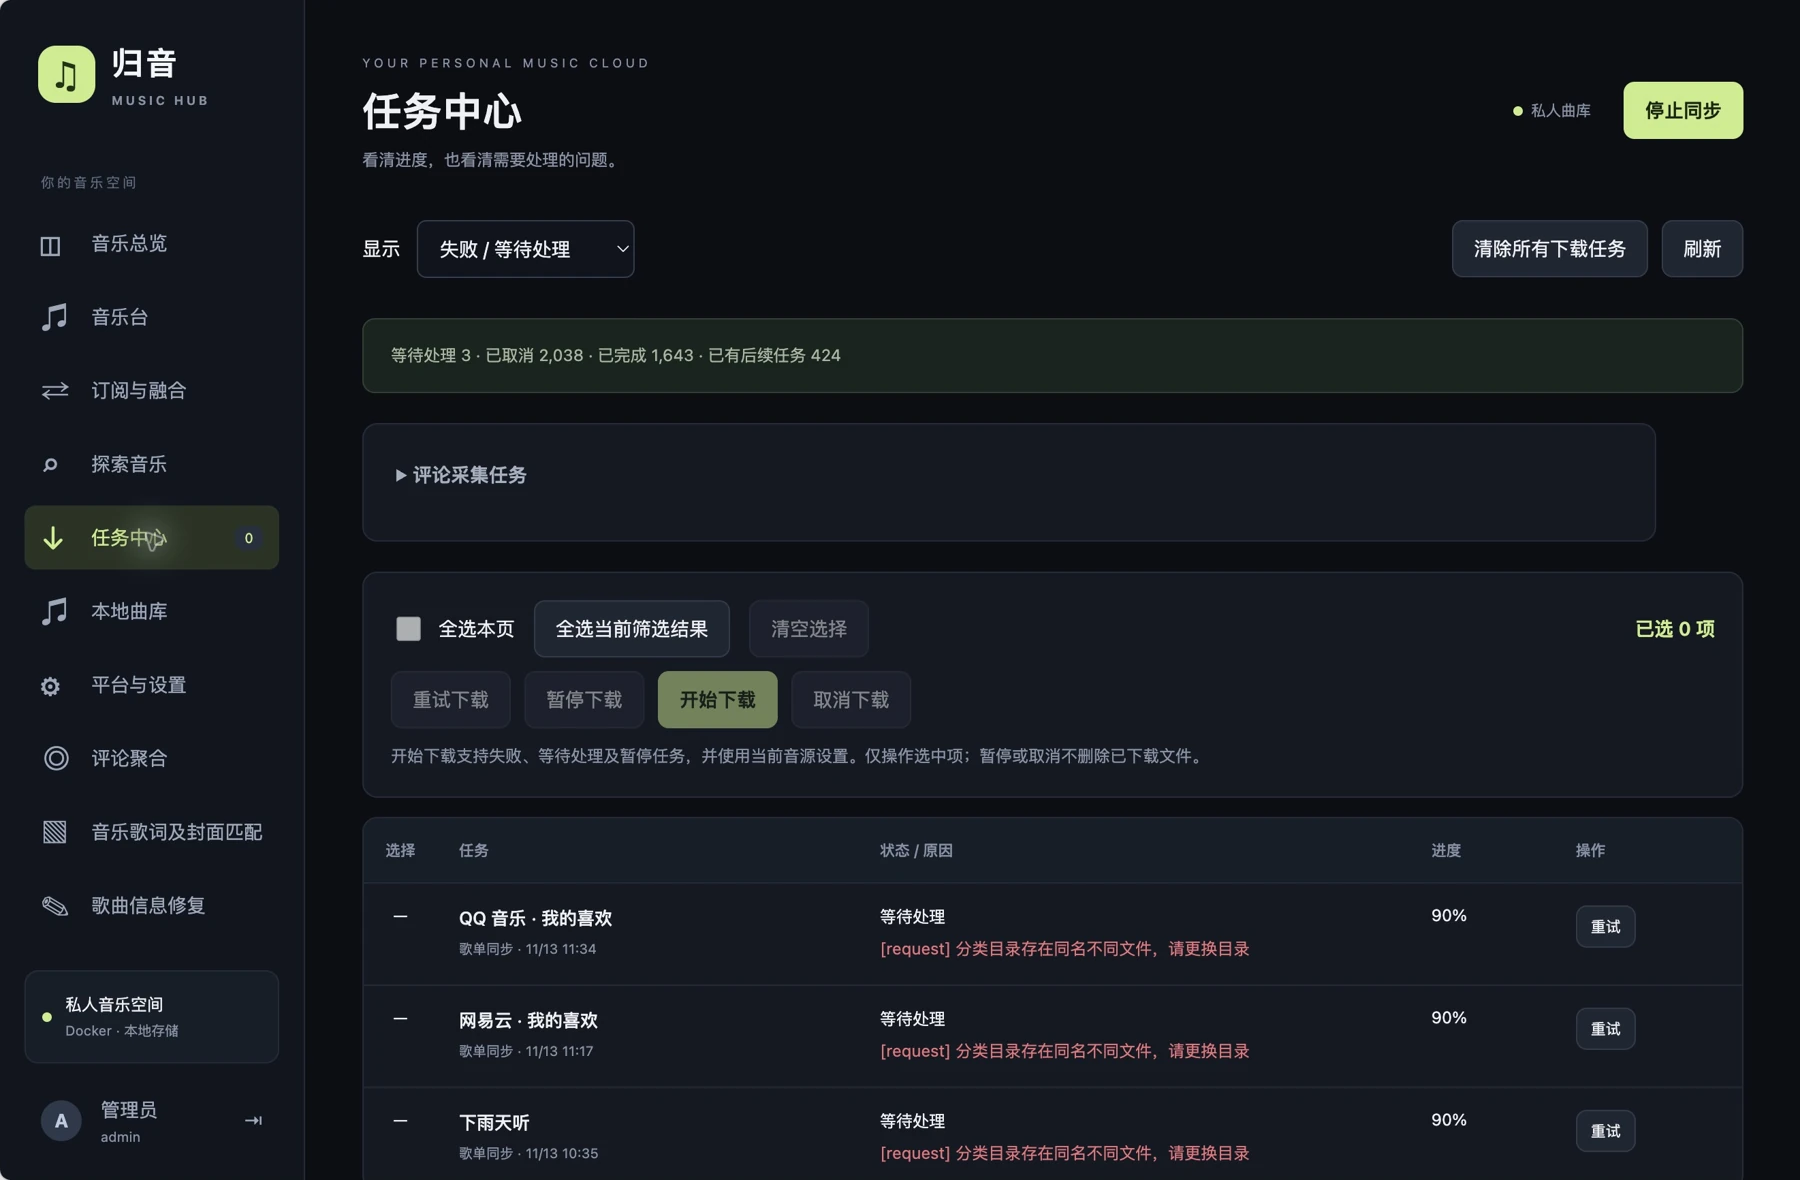 归音
MUSIC HUB
你的音乐空间
音乐总览
音乐台
订阅与融合
探索音乐
任务中心
0
本地曲库
平台与设置
评论聚合
音乐歌词及封面匹配
歌曲信息修复
私人音乐空间
Docker · 本地存储
A
管理员
admin
YOUR PERSONAL MUSIC CLOUD
任务中心
看清进度，也看清需要处理的问题。
私人曲库
停止同步
显示
失败 / 等待处理
清除所有下载任务
刷新
等待处理 3 · 已取消 2,038 · 已完成 1,643 · 已有后续任务 424
评论采集任务
全选本页
全选当前筛选结果
清空选择
已选 0 项
重试下载
暂停下载
开始下载
取消下载
开始下载支持失败、等待处理及暂停任务，并使用当前音源设置。仅操作选中项；暂停或取消不删除已下载文件。
选择 任务 状态 / 原因 进度 操作
— QQ 音乐 · 我的喜欢 等待处理 90% 重试
歌单同步 · 11/13 11:34 [request] 分类目录存在同名不同文件，请更换目录
— 网易云 · 我的喜欢 等待处理 90% 重试
歌单同步 · 11/13 11:17 [request] 分类目录存在同名不同文件，请更换目录
— 下雨天听 等待处理 90% 重试
歌单同步 · 11/13 10:35 [request] 分类目录存在同名不同文件，请更换目录